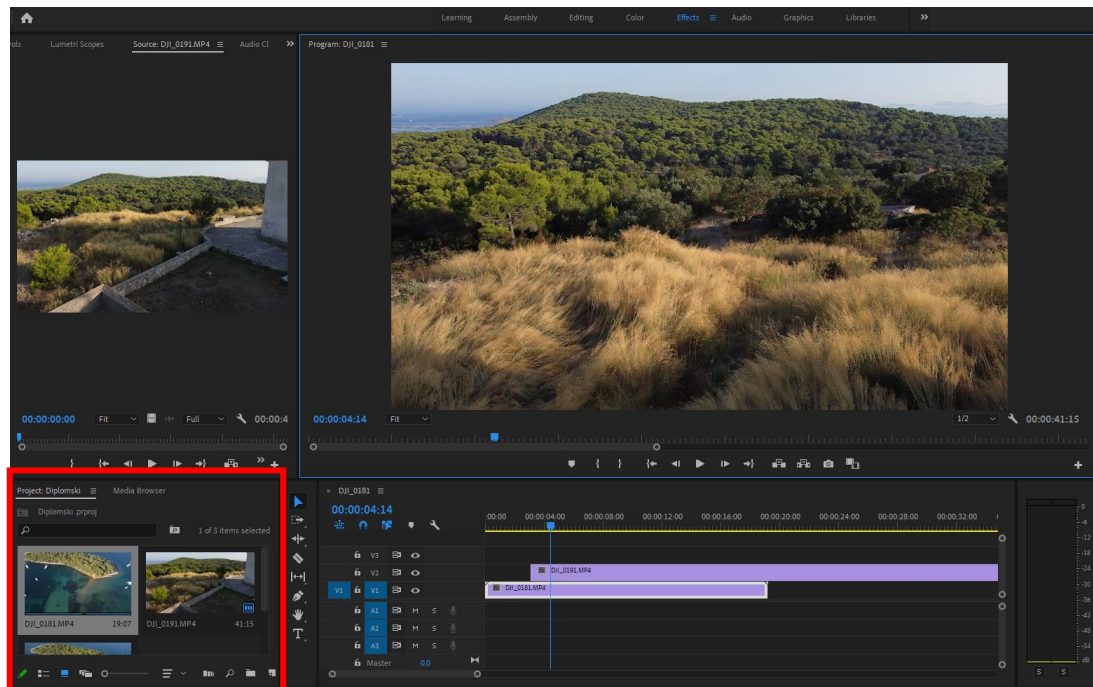 Learning Assembly Editing Color Effects Audio Graphics Libraries
ols Lumetri Scopes Source: DJI_0191.MP4 Audio Cl
Program: DJI_0181
00:00:00:00 Fit Full 00:00:4
00:00:04:14 Fit 1/2 00:00:41:15
Project: Diplomski Media Browser
Diplomski .prproj
1 of 3 items selected
DJI_0181.MP4 19:07 DJI_0191.MP4 41:15
× DJI_0181
00:00:04:14
:00:00 00:00:04:00 00:00:08:00 00:00:12:00 00:00:16:00 00:00:20:00 00:00:24:00 00:00:28:00 00:00:32:00
V3
V2 DJI_0191.MP4
V1 V1 DJI_0181.MP4
A1 M S
A2 M S
A3 M S
Master 0.0
T
0
-6
-12
-18
-24
-30
-36
-42
-48
-54
dB
S S